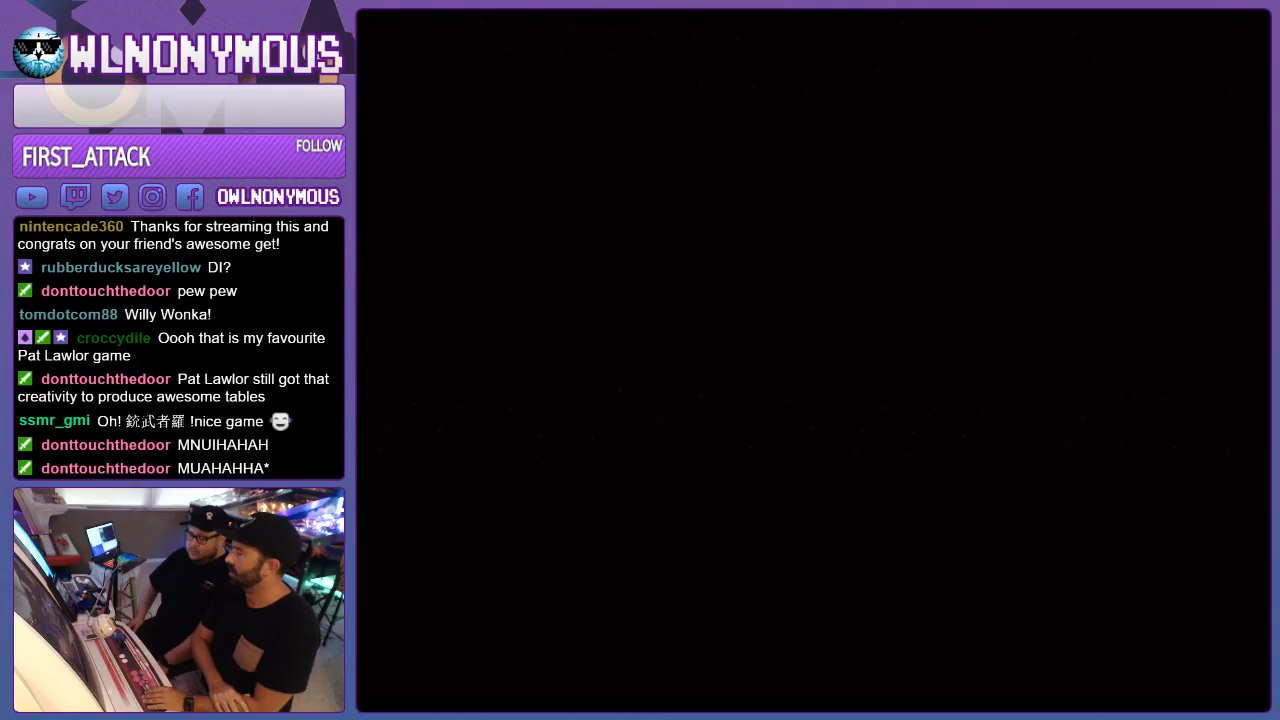 WLNONYMOUS
FIRST_ATTACK
FOLLOW
OWLNONYMOUS
nintencade360 Thanks for streaming this and
congrats on your friend's awesome get!
rubberducksareyellow DI?
donttouchthedoor pew pew
tomdotcom88 Willy Wonka!
croccydile Oooh that is my favourite
Pat Lawlor game
donttouchthedoor Pat Lawlor still got that
creativity to produce awesome tables
ssmr_gmi Oh! 銃武者羅 !nice game
donttouchthedoor MNUIHAHAH
donttouchthedoor MUAHAHHA*